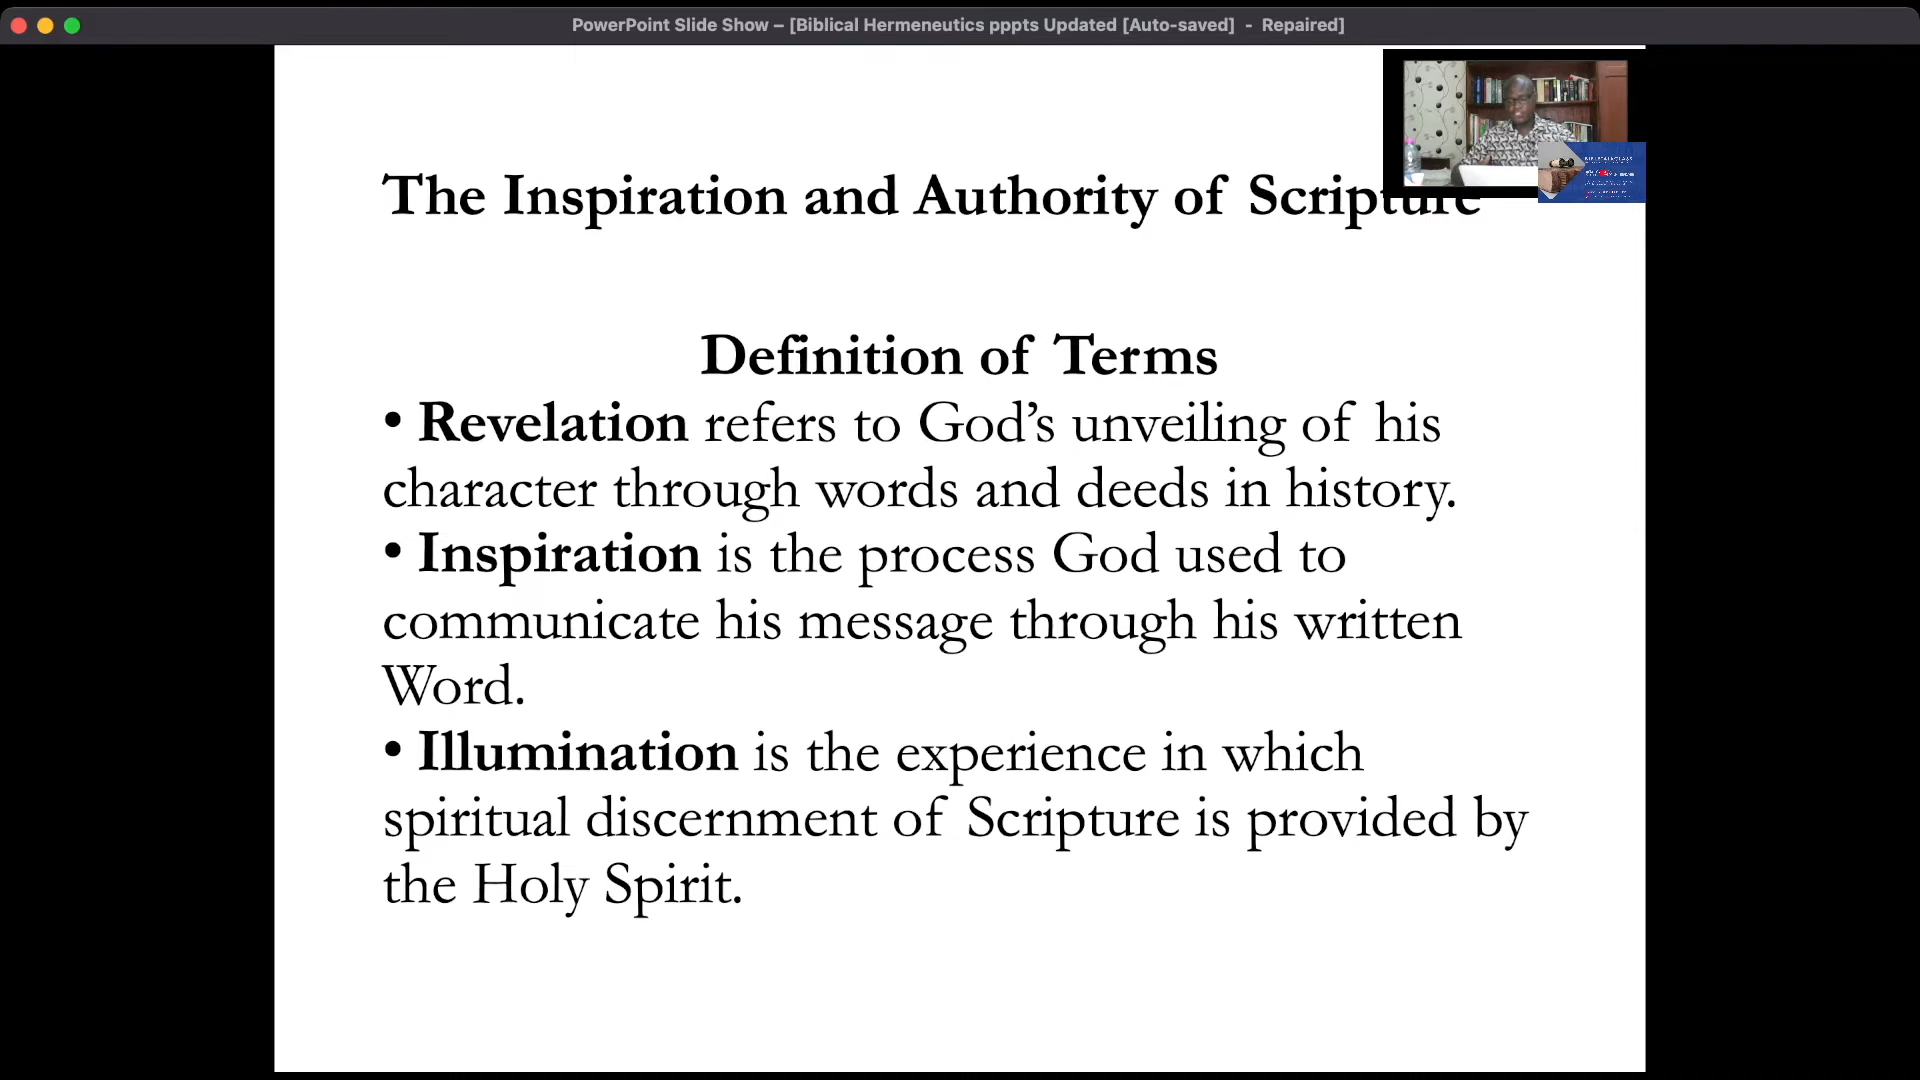 PowerPoint Slide Show – [Biblical Hermeneutics pppts Updated [Auto-saved]  -  Repaired]
The Inspiration and Authority of Scripture
Definition of Terms
• Revelation refers to God’s unveiling of his
character through words and deeds in history.
• Inspiration is the process God used to
communicate his message through his written
Word.
• Illumination is the experience in which
spiritual discernment of Scripture is provided by
the Holy Spirit.